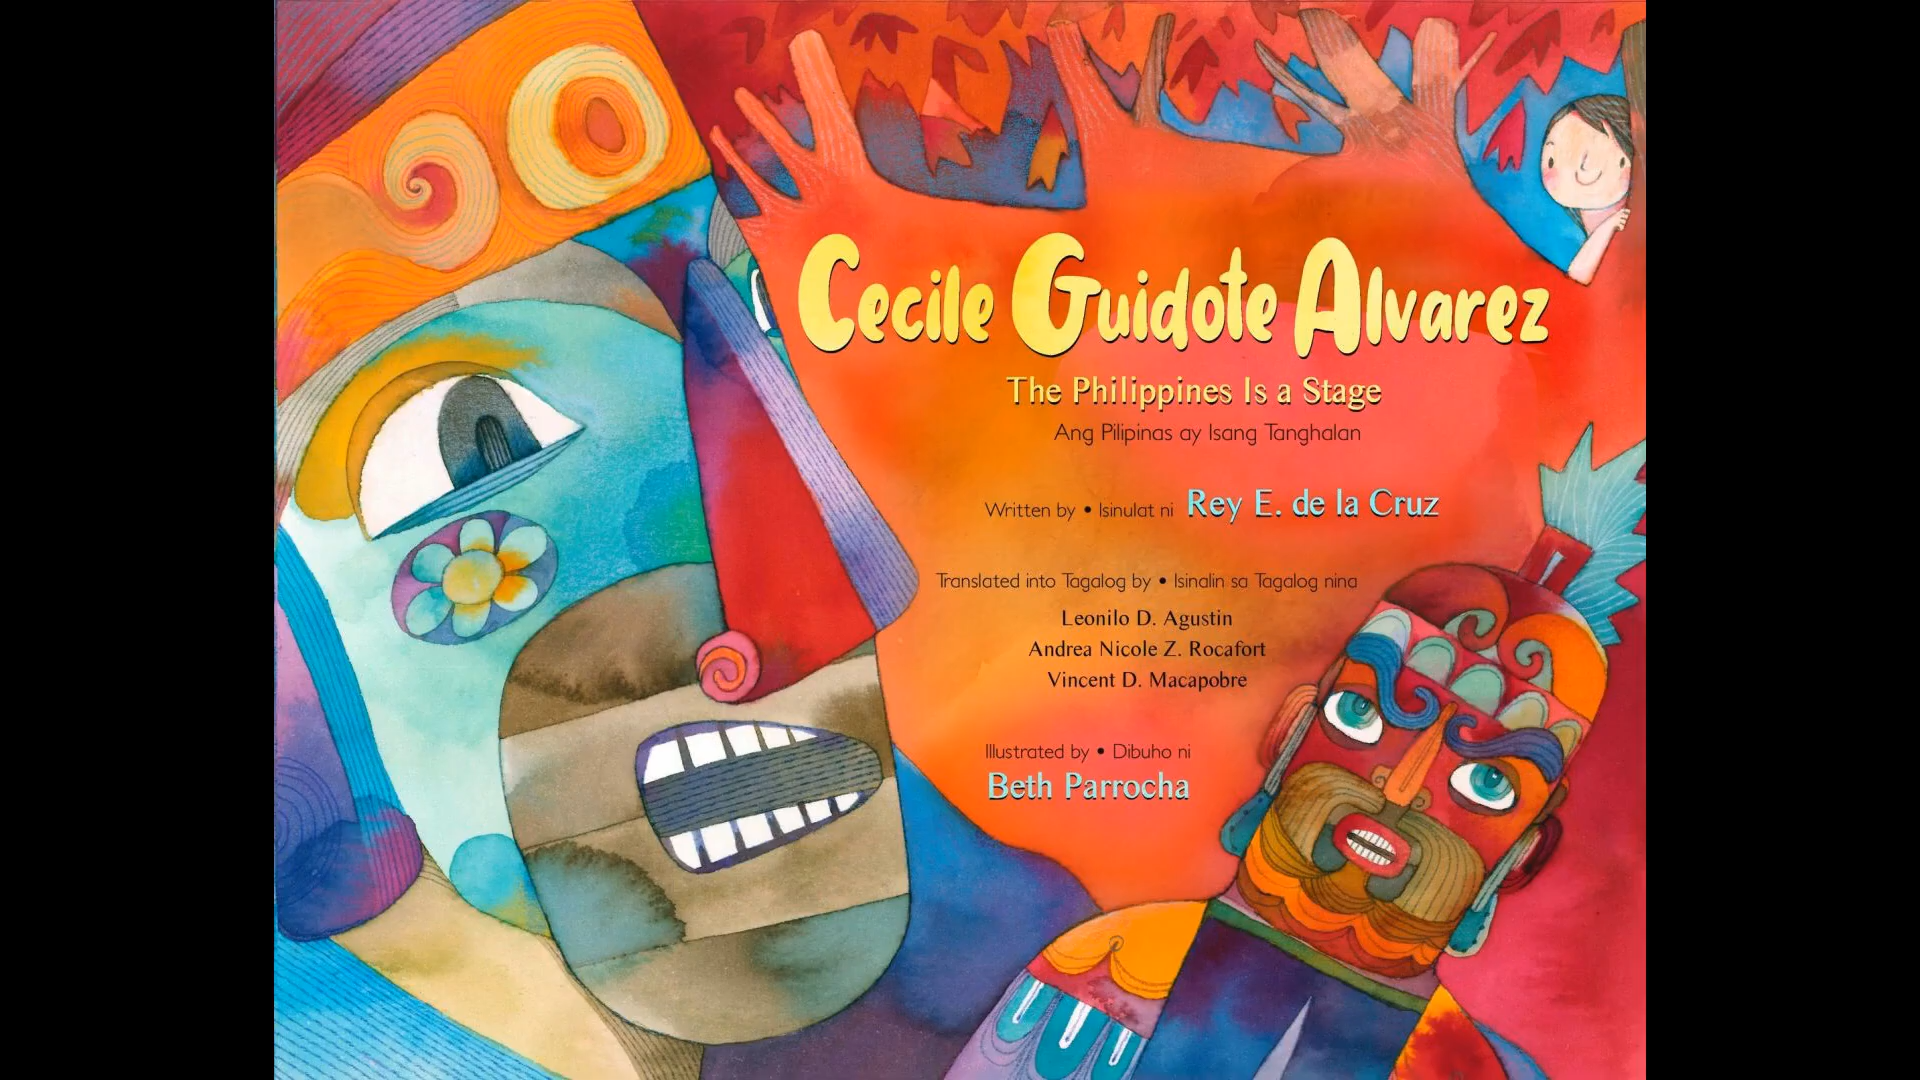 Cecile Guidote Alvarez
The Philippines Is a Stage
Ang Pilipinas ay Isang Tanghalan
Written by • Isinulat ni Rey E. de la Cruz
Translated into Tagalog by • Isinalin sa Tagalog nina
Leonilo D. Agustin
Andrea Nicole Z. Rocafort
Vincent D. Macapobre
Illustrated by • Dibuho ni
Beth Parrocha